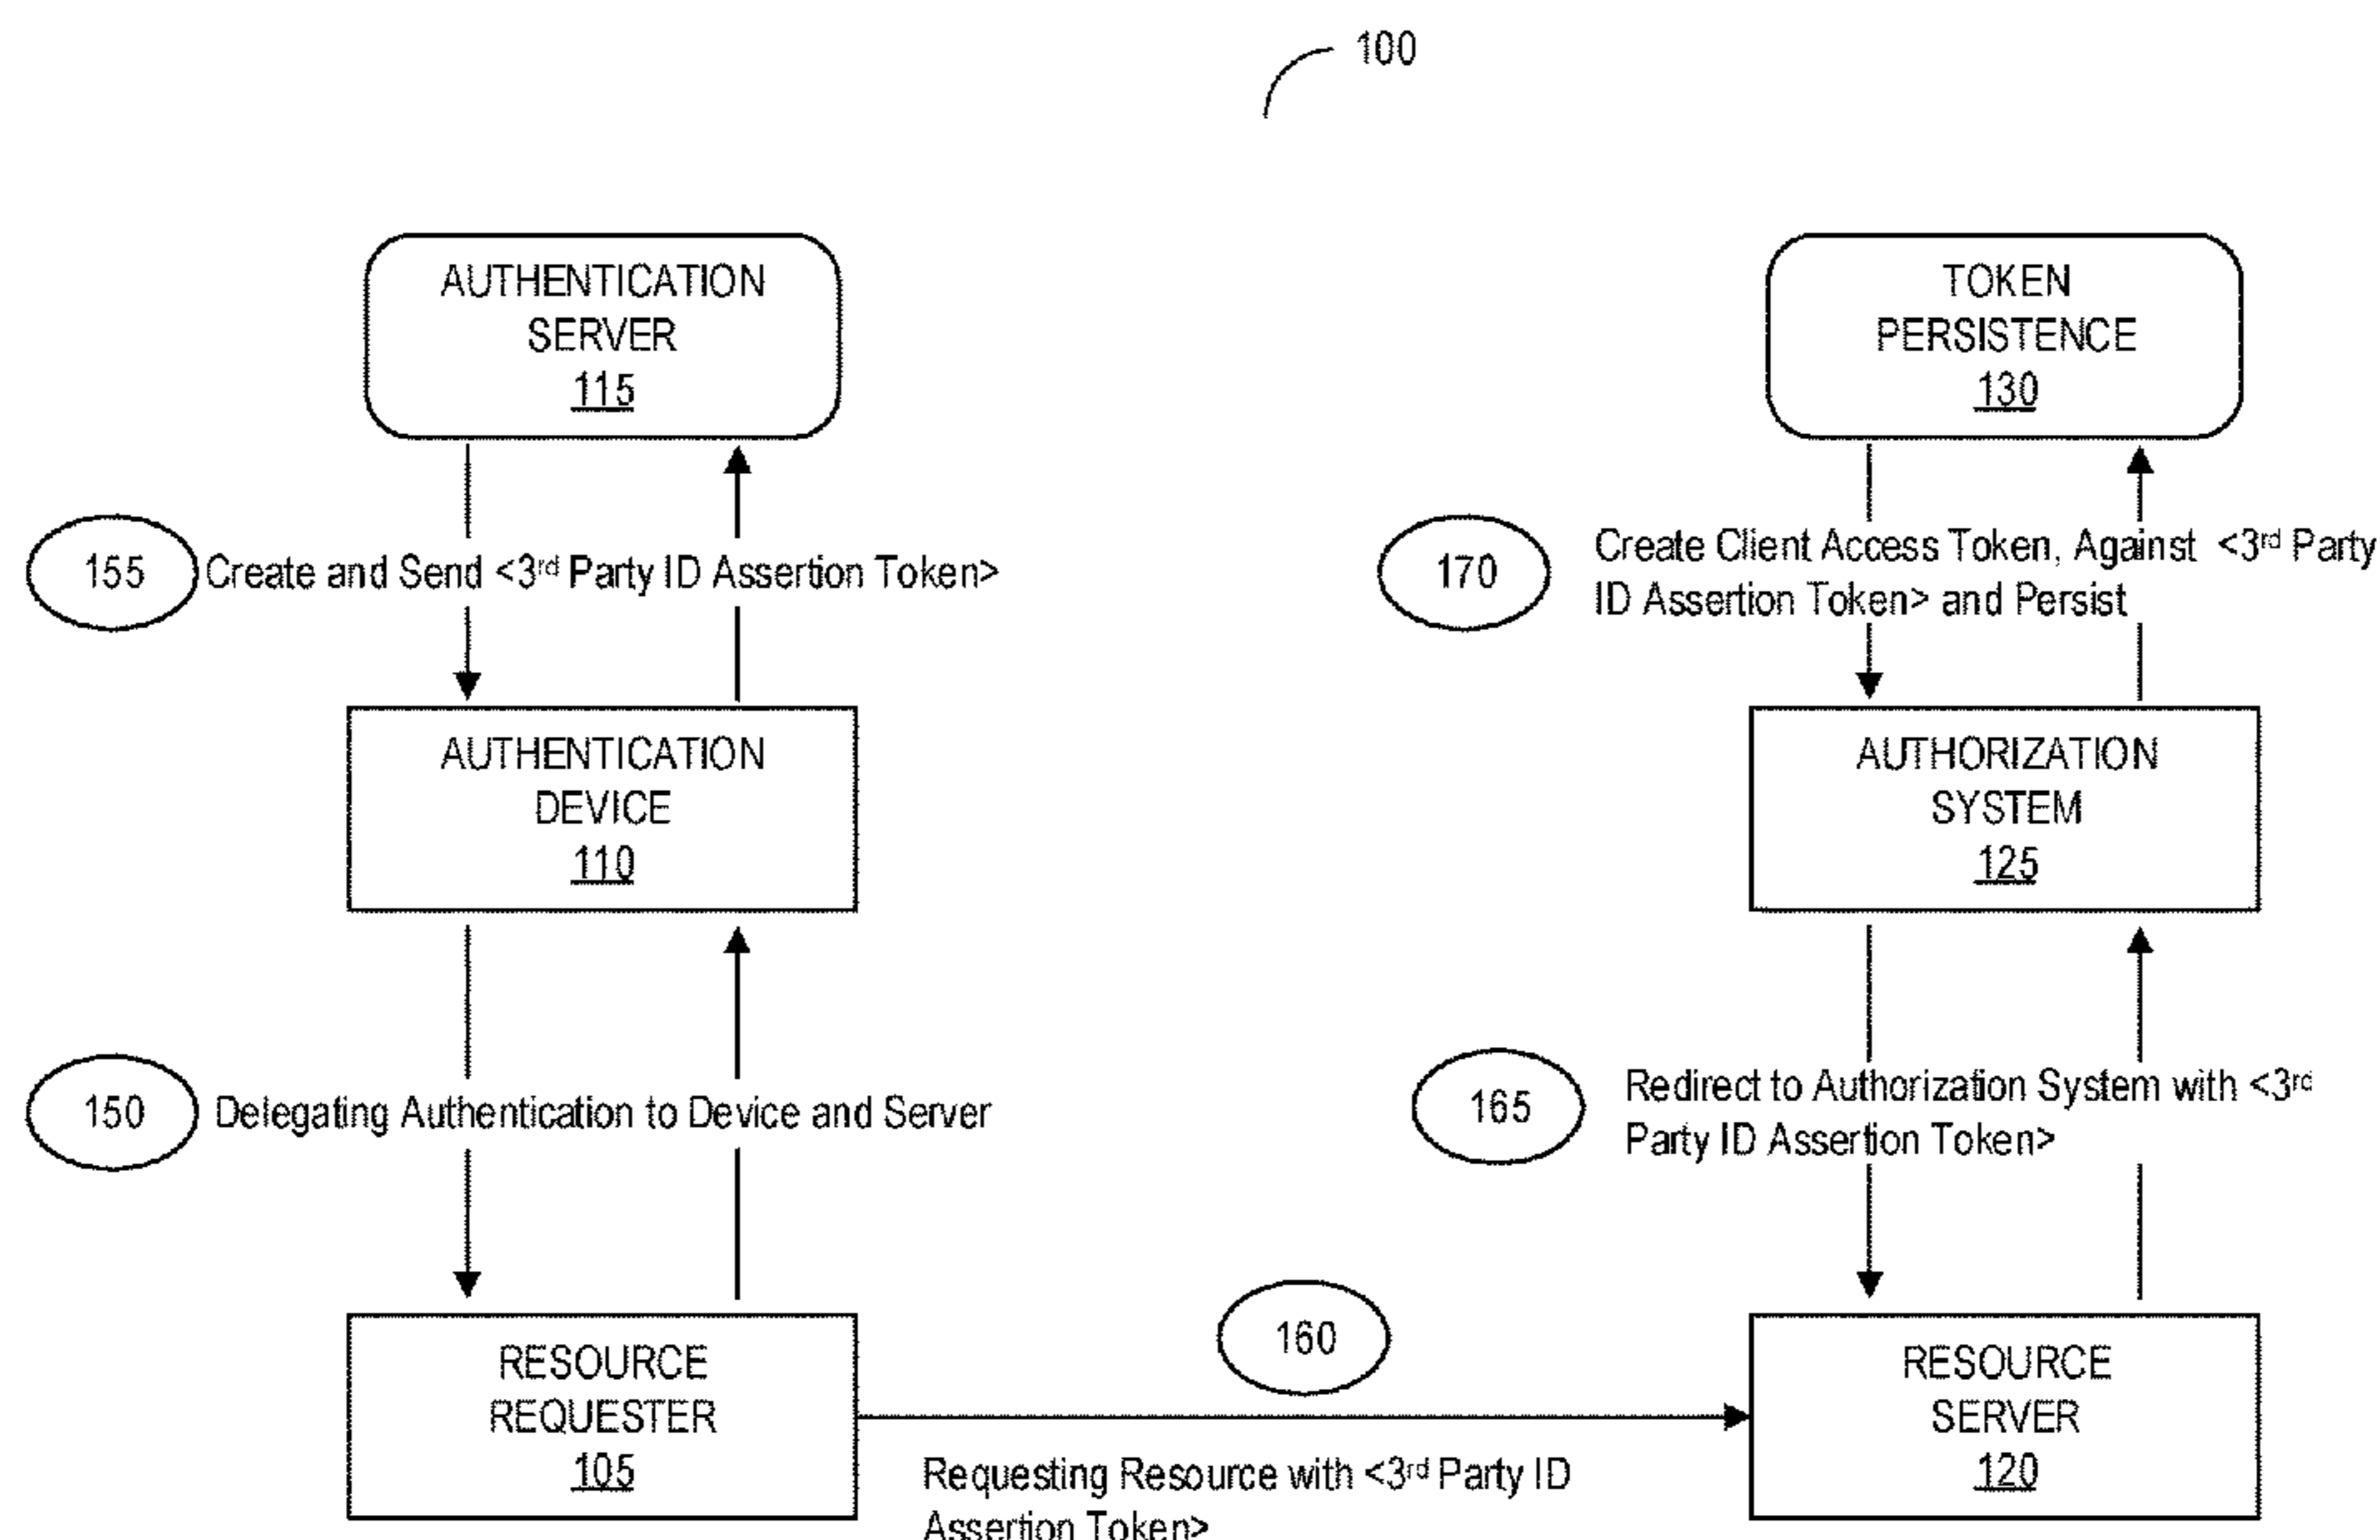 100
AUTHENTICATION
SERVER
115
TOKEN
PERSISTENCE
130
155
Create and Send <3rd Party ID Assertion Token>
170
Create Client Access Token, Against <3rd Party
ID Assertion Token> and Persist
AUTHENTICATION
DEVICE
110
AUTHORIZATION
SYSTEM
125
150
Delegating Authentication to Device and Server
165
Redirect to Authorization System with <3rd
Party ID Assertion Token>
RESOURCE
REQUESTER
105
160
Requesting Resource with <3rd Party ID
Assertion Token>
RESOURCE
SERVER
120